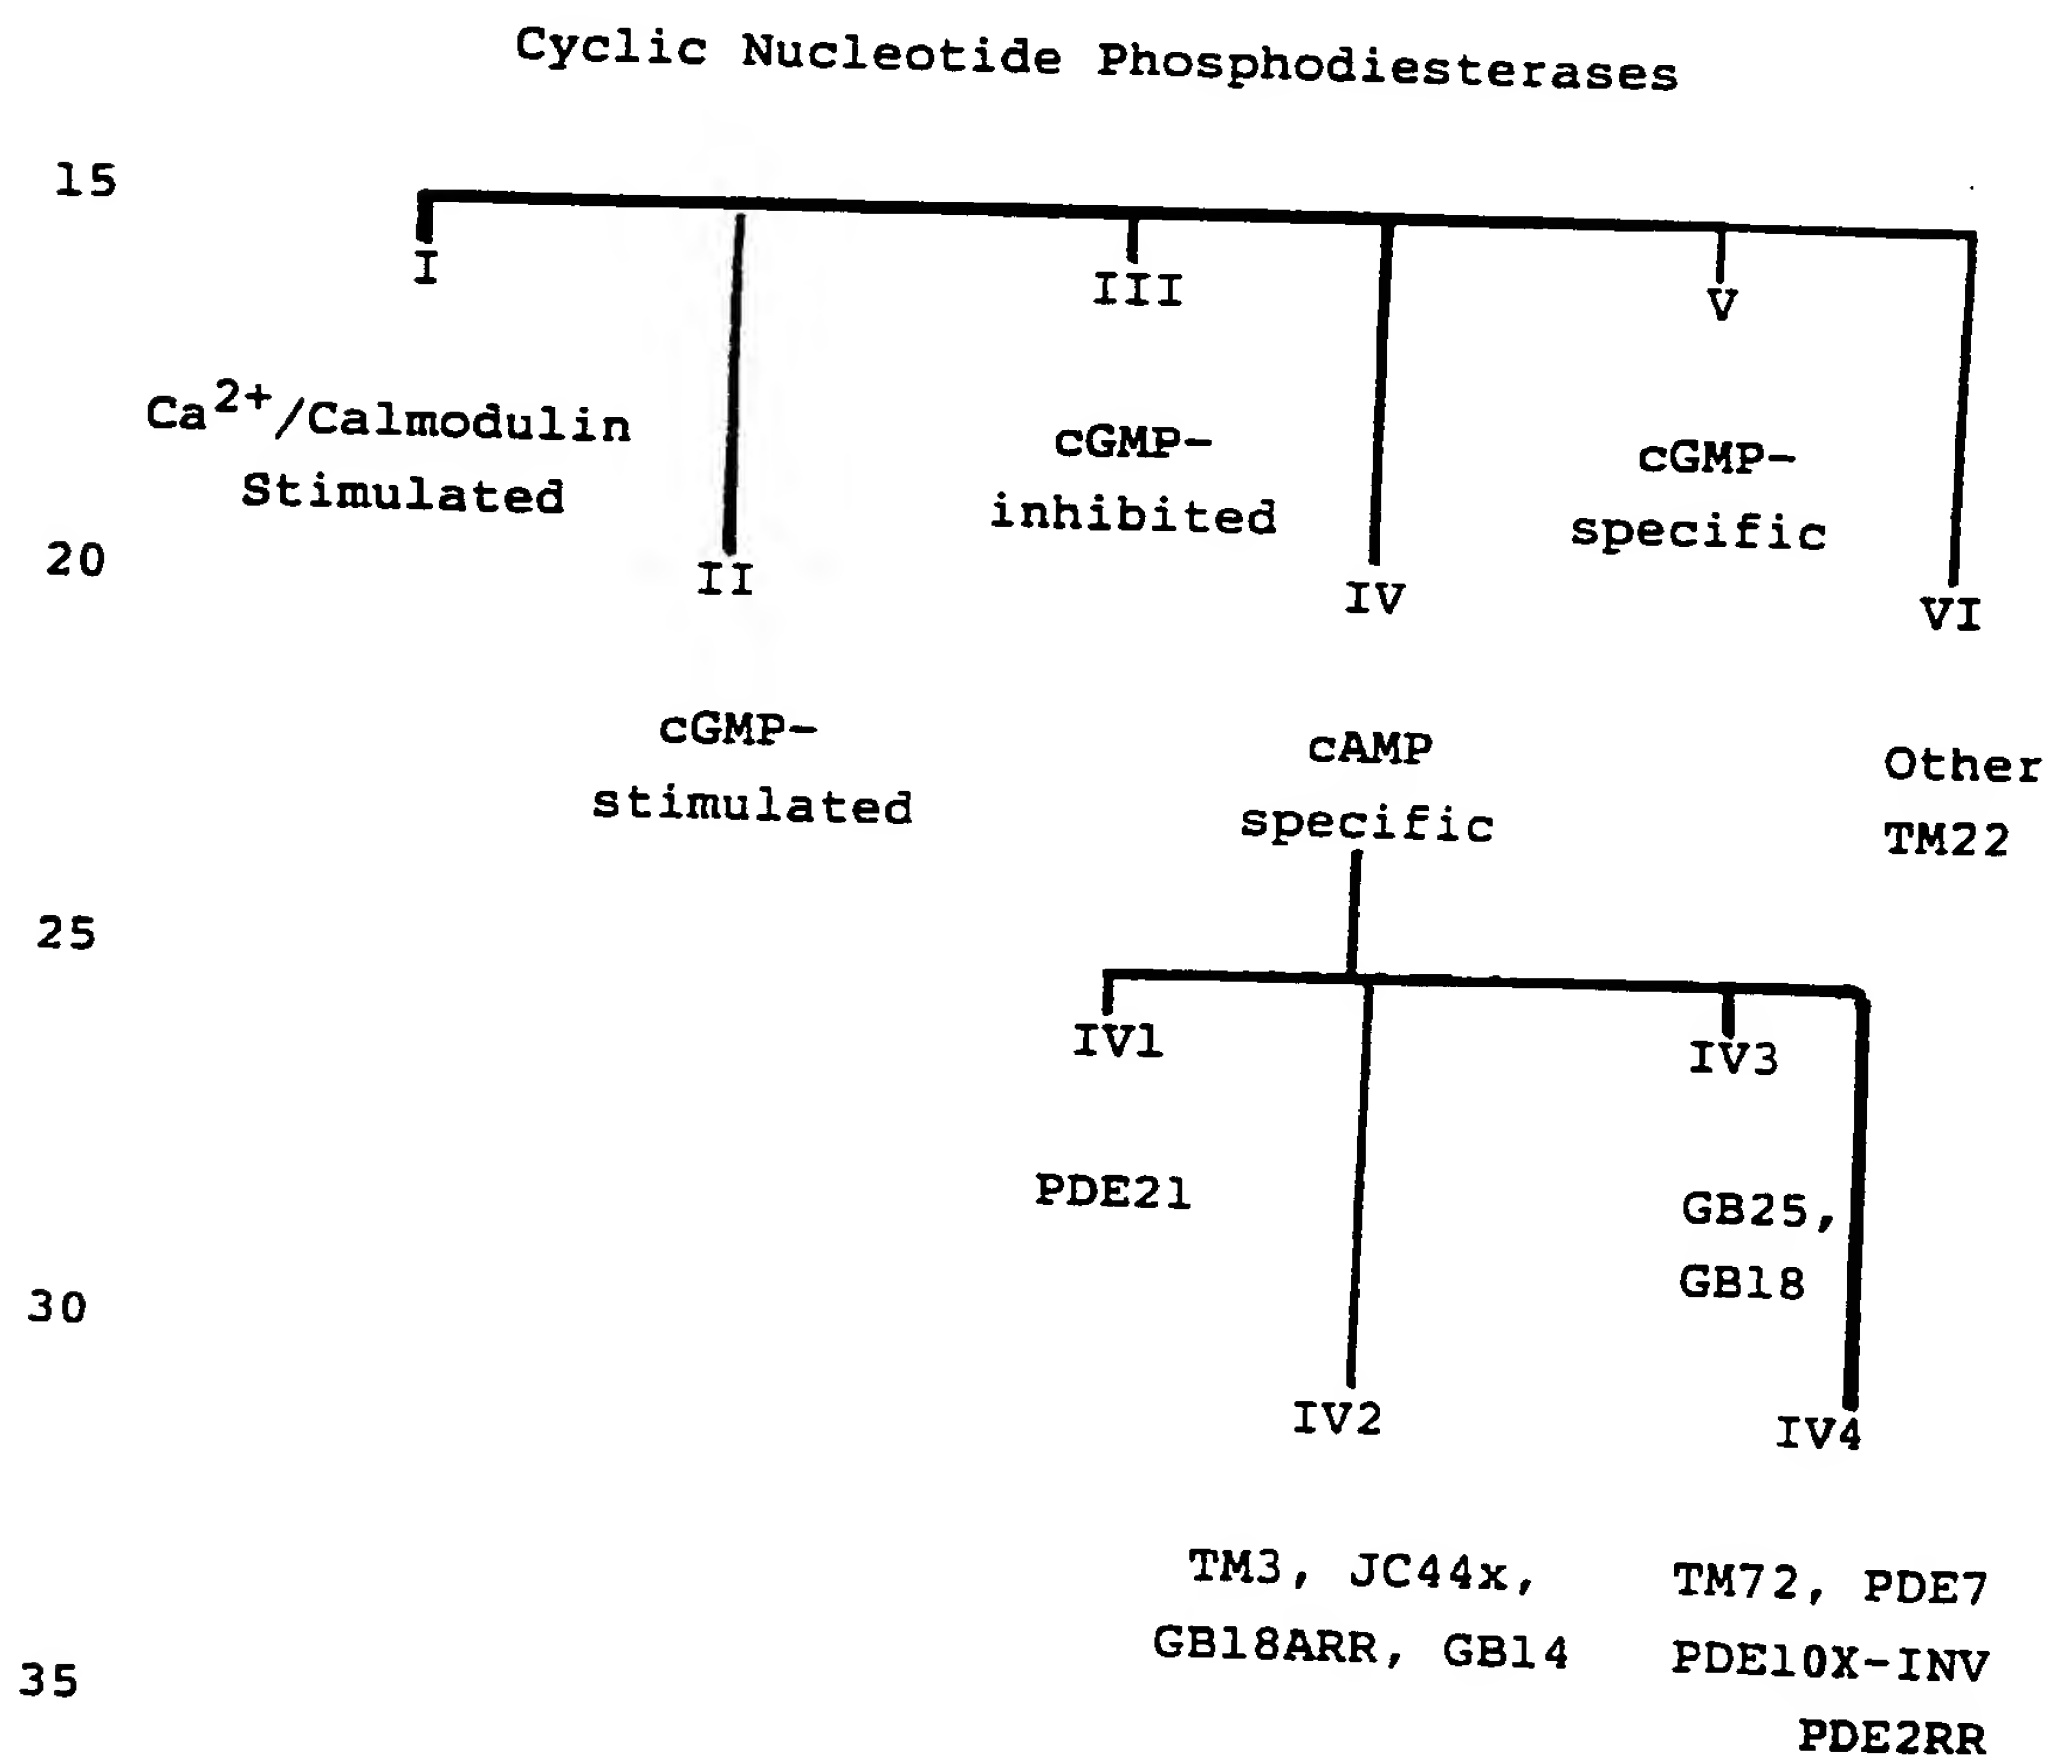 Cyclic Nucleotide Phosphodiesterases
15
I
III
V
Ca2+/Calmodulin
Stimulated
cGMP-
inhibited
cGMP-
specific
20
II
IV
VI
cGMP-
stimulated
cAMP
specific
Other
TM22
25
IV1
IV3
PDE21
GB25,
GB18
30
IV2
IV4
TM3, JC44x,
GB18ARR, GB14
TM72, PDE7
PDE10X-INV
PDE2RR
35